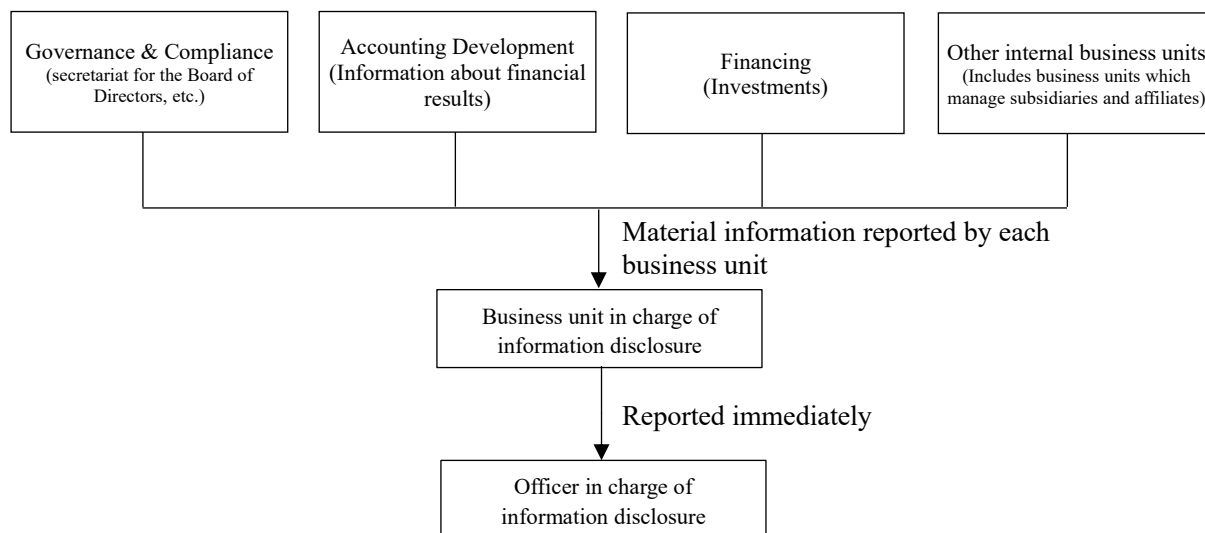 Governance & Compliance
(secretariat for the Board of
Directors, etc.)
Accounting Development
(Information about financial
results)
Financing
(Investments)
Other internal business units
(Includes business units which
manage subsidiaries and affiliates)
Material information reported by each
business unit
Business unit in charge of
information disclosure
Reported immediately
Officer in charge of
information disclosure